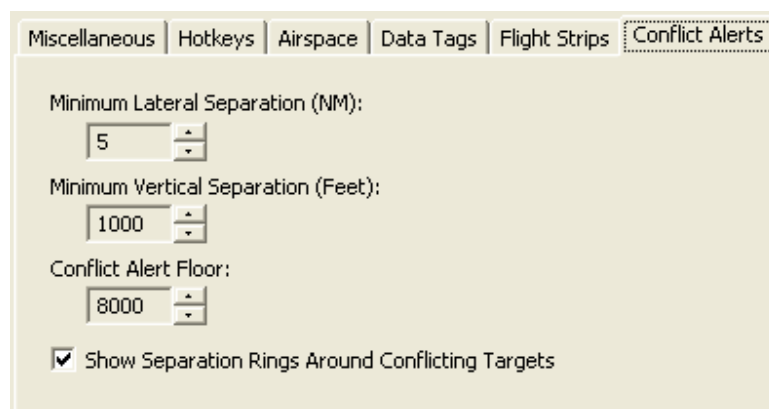 Miscellaneous Hotkeys Airspace Data Tags Flight Strips Conflict Alerts
Minimum Lateral Separation (NM):
5
Minimum Vertical Separation (Feet):
1000
Conflict Alert Floor:
8000
Show Separation Rings Around Conflicting Targets